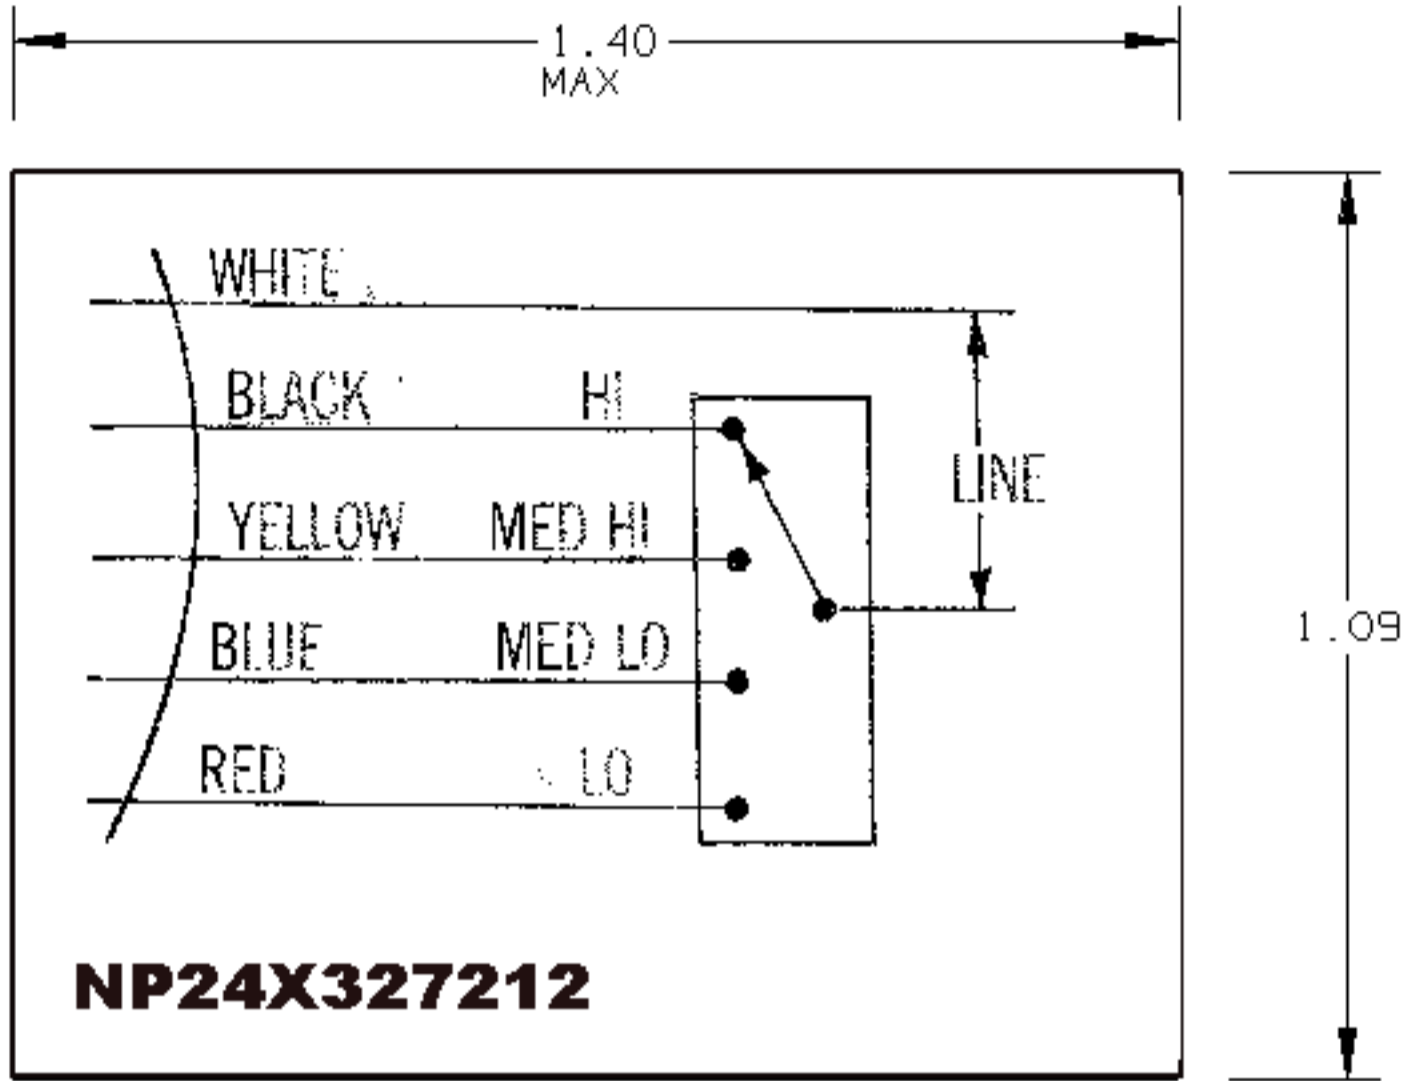 1.40
MAX
WHITE
BLACK HI
LINE
YELLOW MED HI
1.09
BLUE MED LO
RED LO
NP24X327212